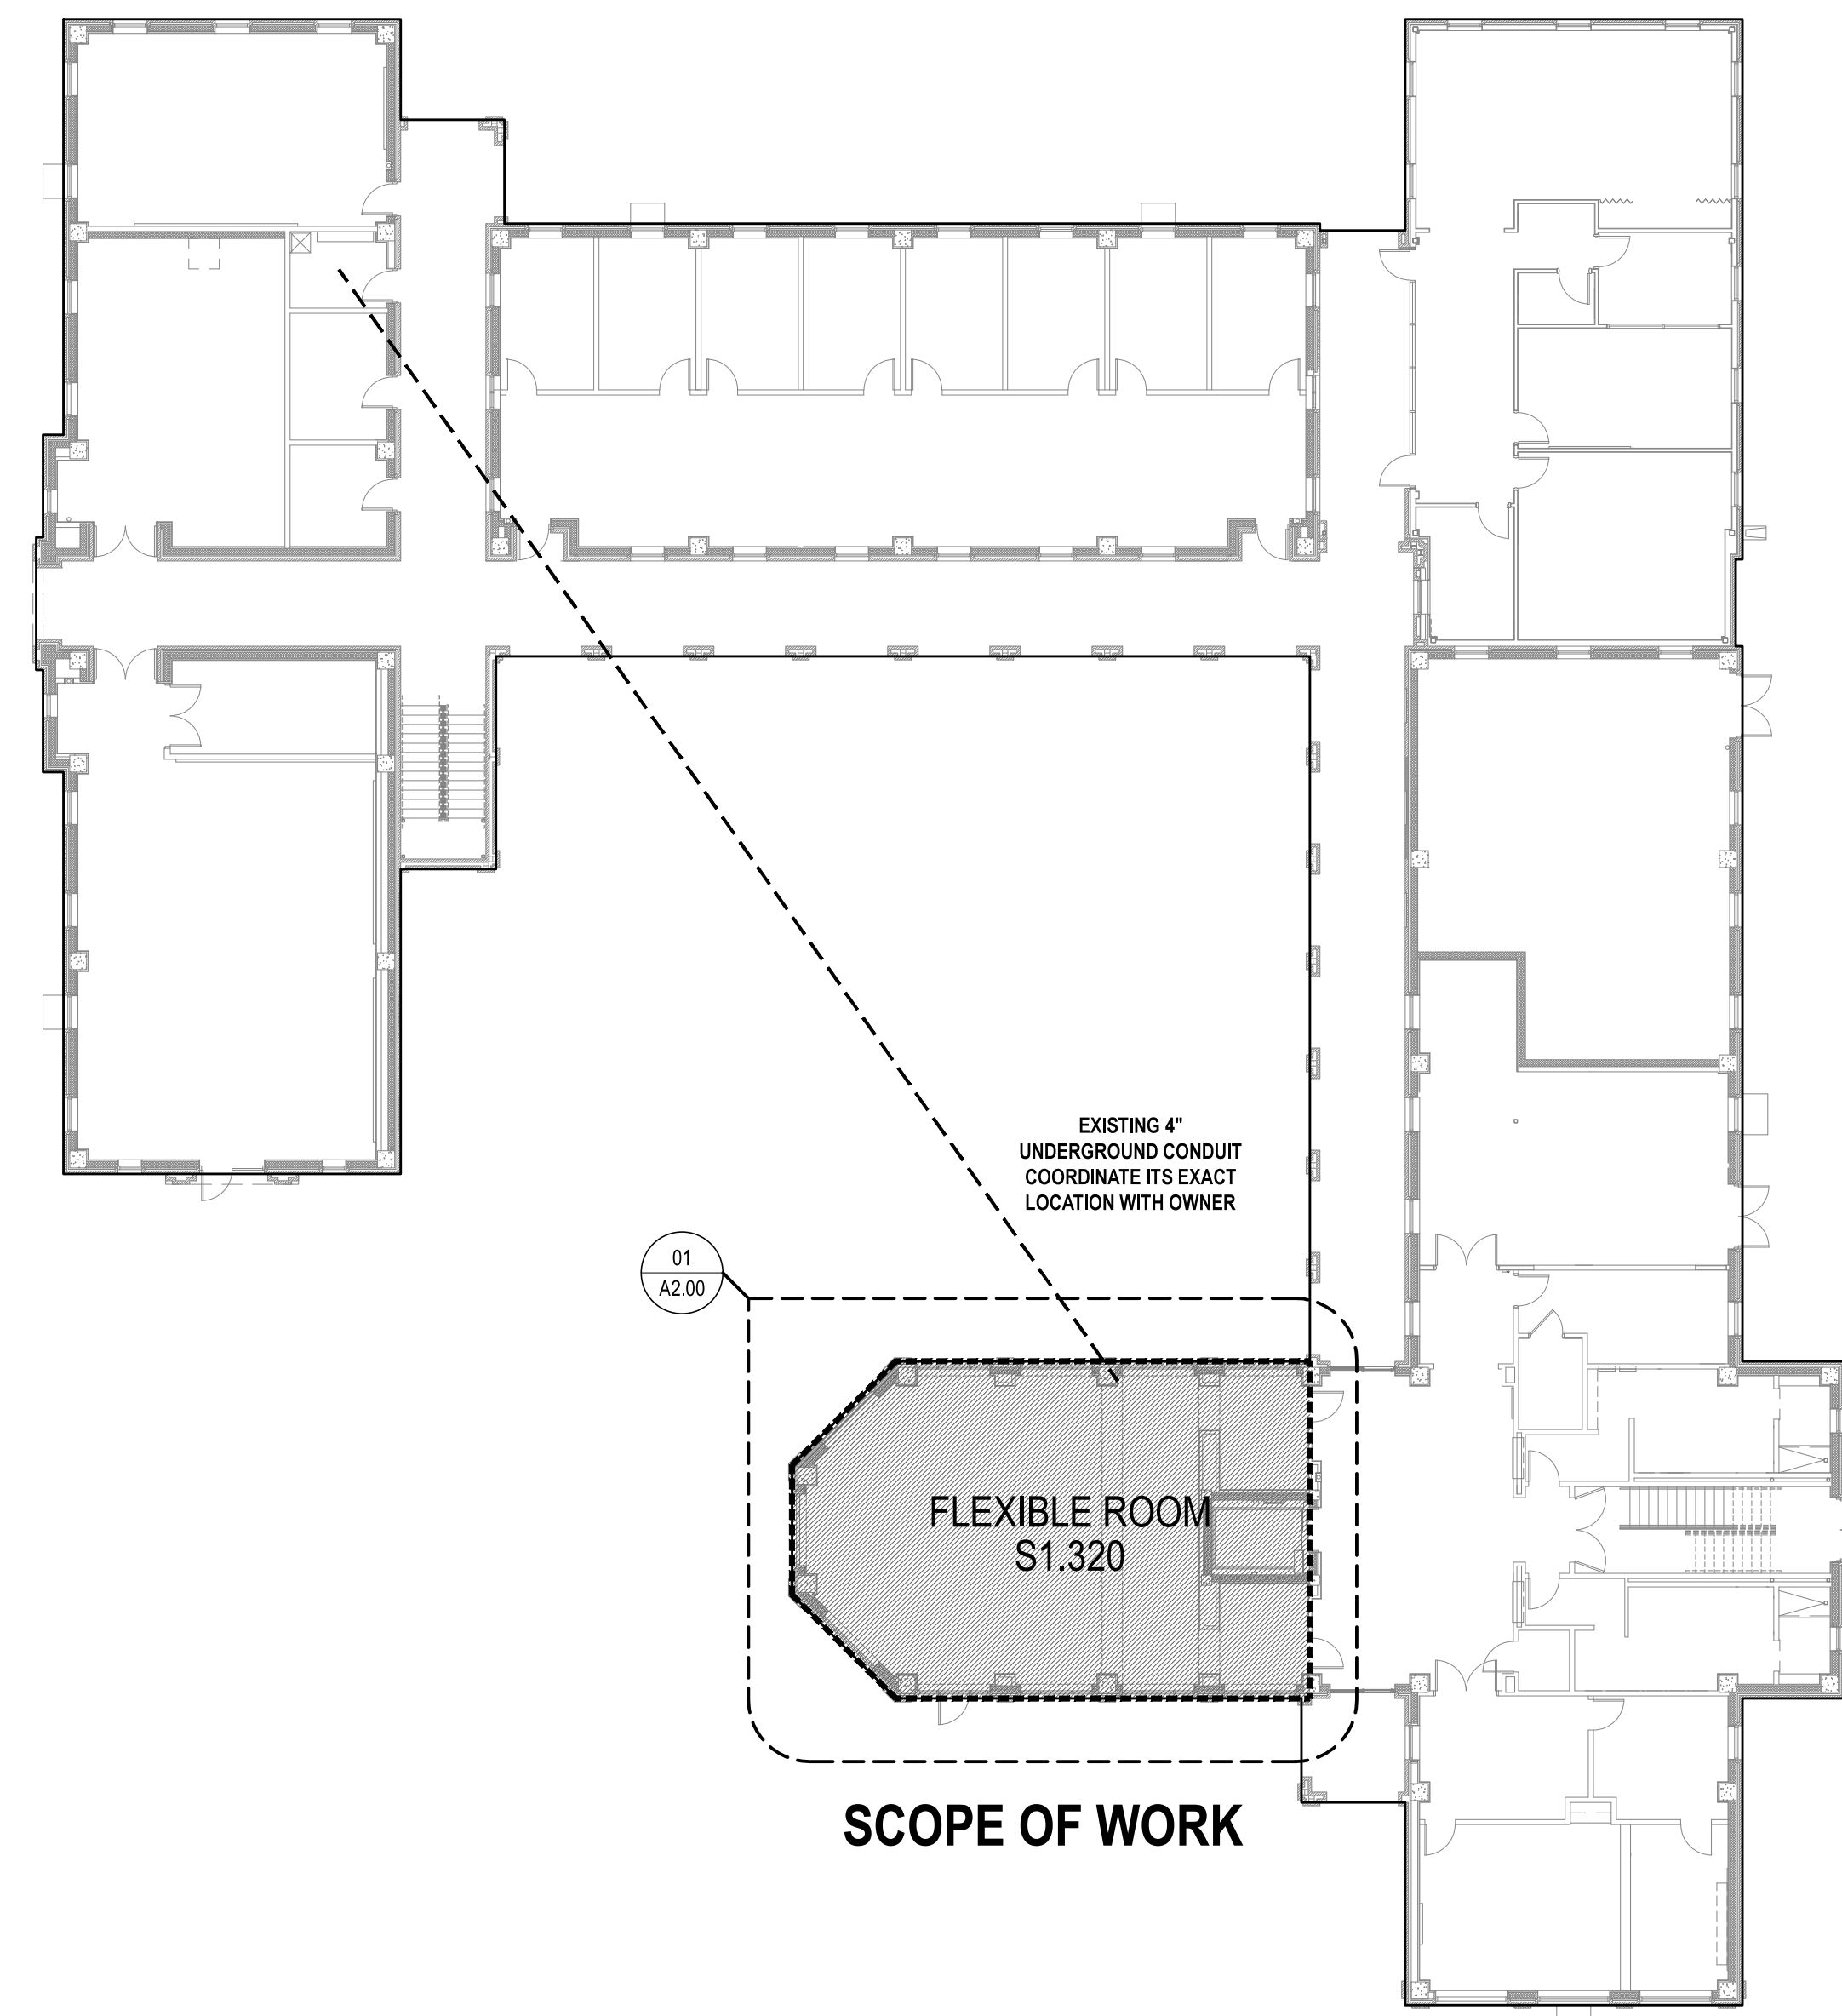 EXISTING 4"
UNDERGROUND CONDUIT
COORDINATE ITS EXACT
LOCATION WITH OWNER
01
A2.00
FLEXIBLE ROOM
S1.320
SCOPE OF WORK